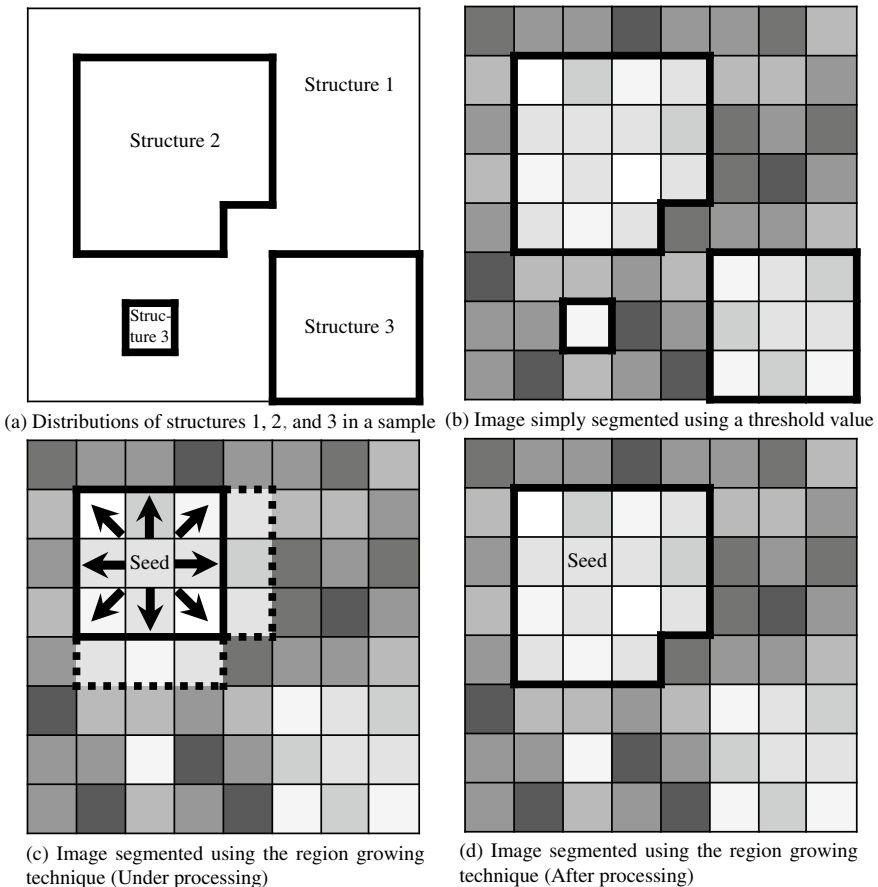 Structure 1
Structure 2
Struc-
ture 3
Structure 3
(a) Distributions of structures 1, 2, and 3 in a sample
(b) Image simply segmented using a threshold value
Seed
Seed
(c) Image segmented using the region growing
technique (Under processing)
(d) Image segmented using the region growing
technique (After processing)